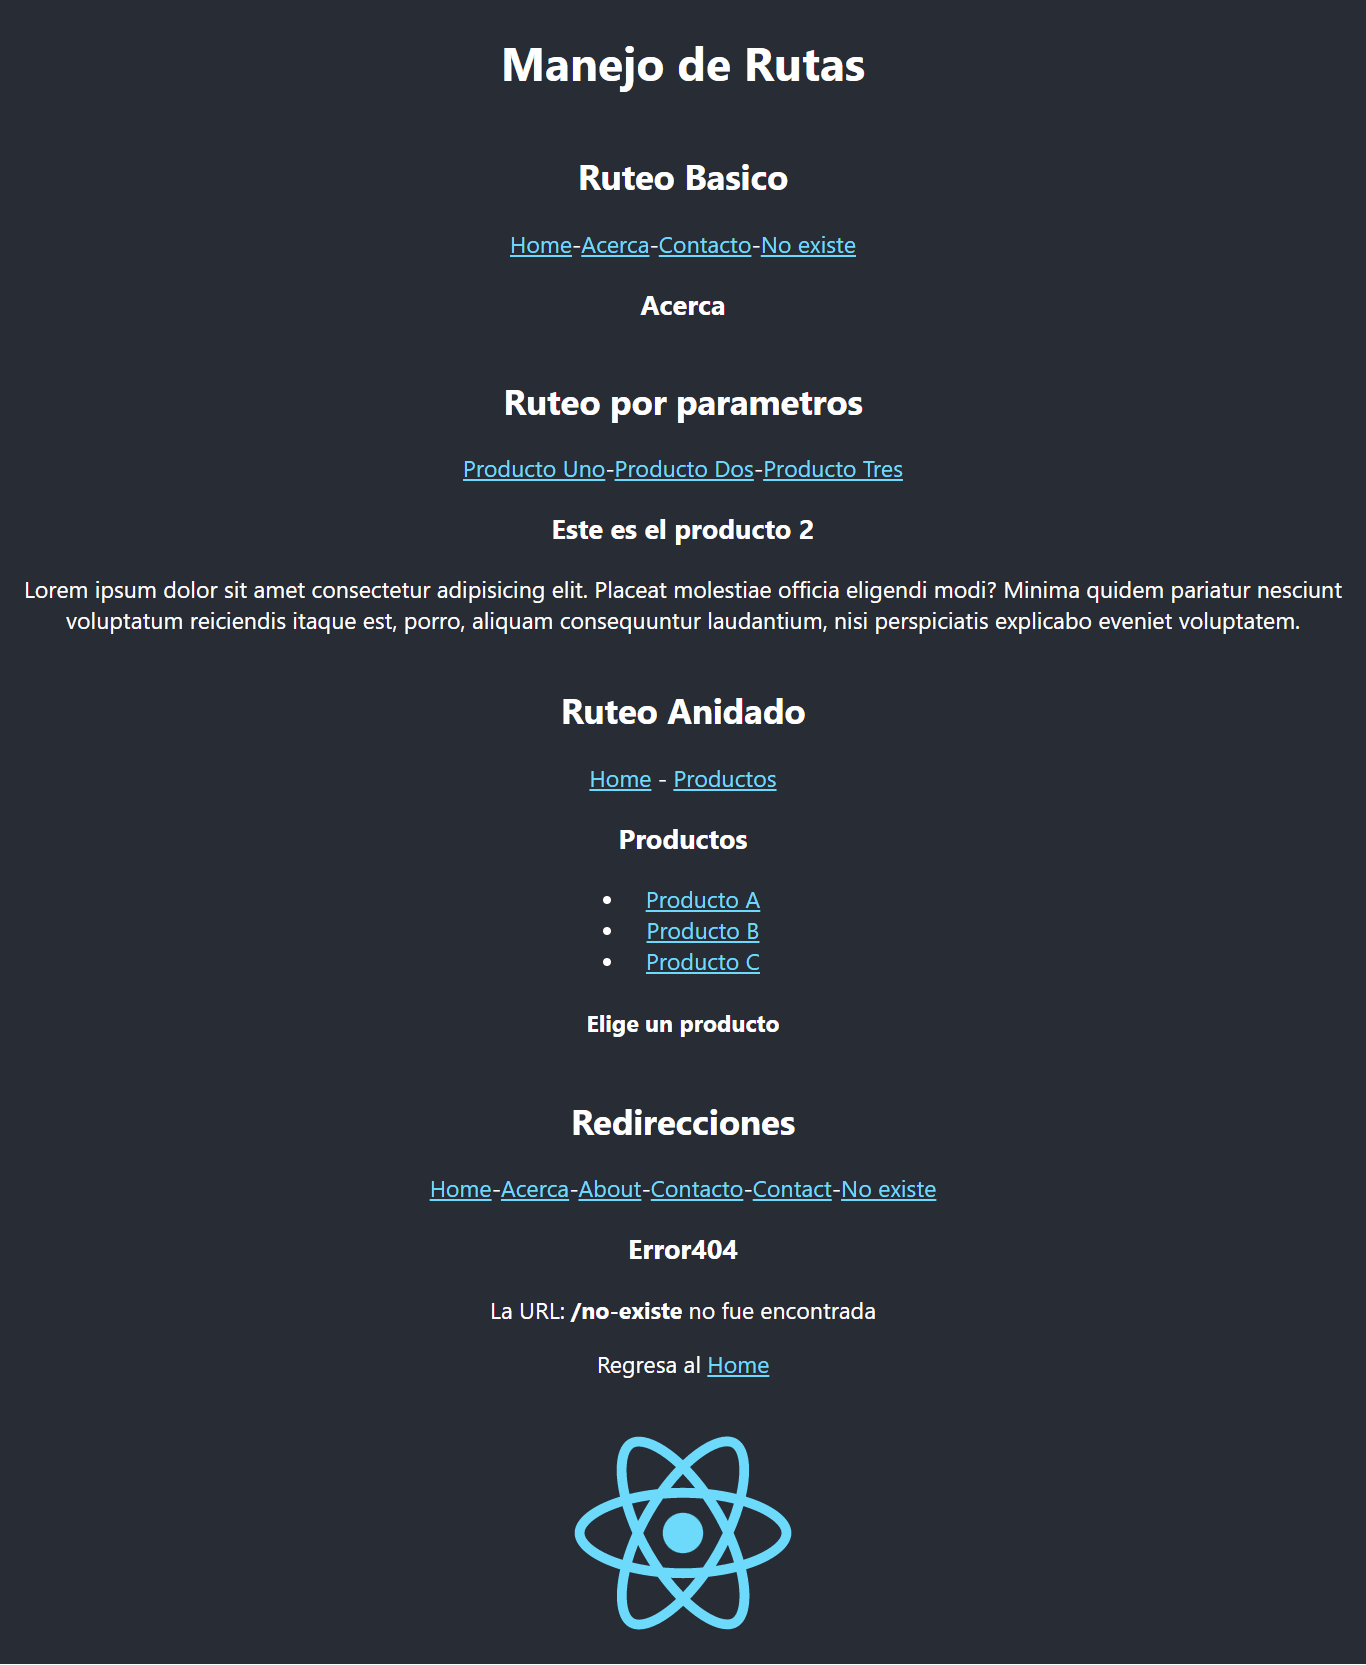 Manejo de Rutas
Ruteo Basico
Home-Acerca-Contacto-No existe
Acerca
Ruteo por parametros
Producto Uno-Producto Dos-Producto Tres
Este es el producto 2
Lorem ipsum dolor sit amet consectetur adipisicing elit. Placeat molestiae officia eligendi modi? Minima quidem pariatur nesciunt
voluptatum reiciendis itaque est, porro, aliquam consequuntur laudantium, nisi perspiciatis explicabo eveniet voluptatem.
Ruteo Anidado
Home - Productos
Productos
• Producto A
• Producto B
• Producto C
Elige un producto
Redirecciones
Home-Acerca-About-Contacto-Contact-No existe
Error404
La URL: /no-existe no fue encontrada
Regresa al Home